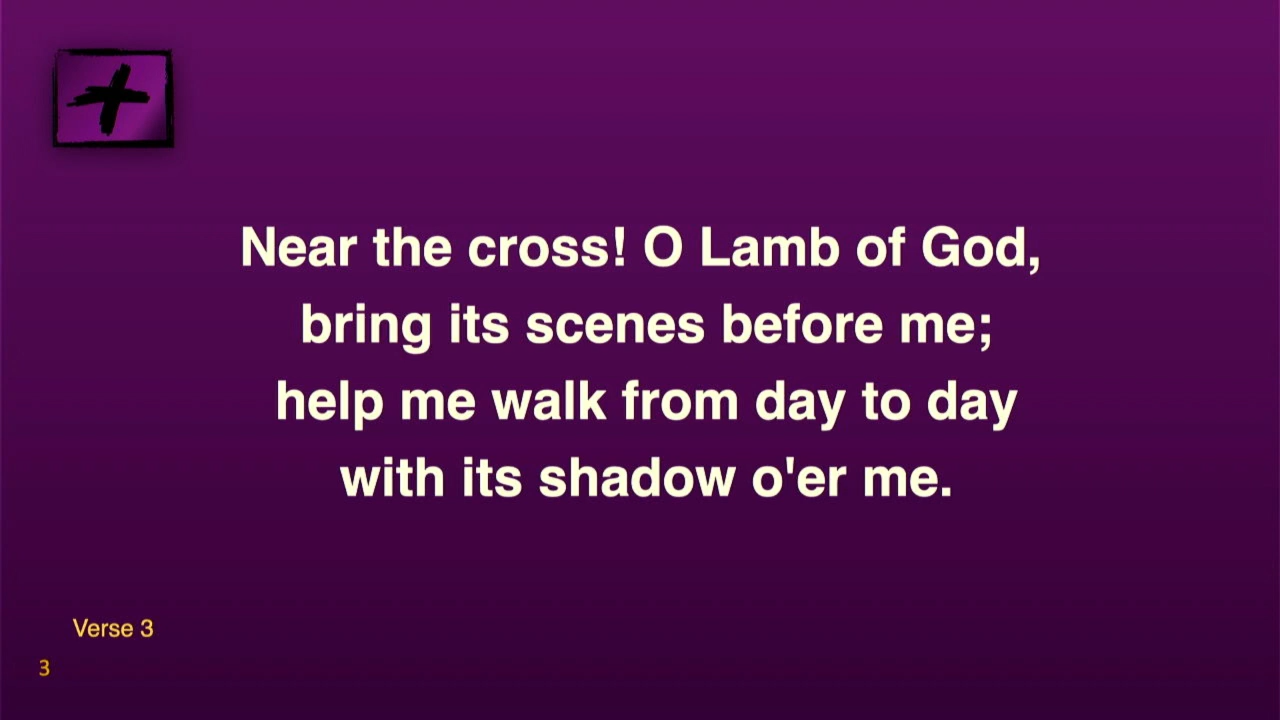 Near the cross! O Lamb of God,
bring its scenes before me;
help me walk from day to day
with its shadow o'er me.
Verse 3
3